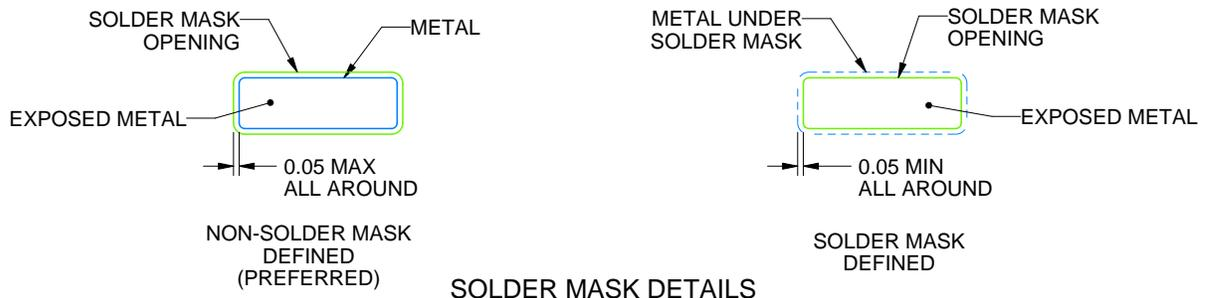 SOLDER MASK
OPENING
METAL
EXPOSED METAL
0.05 MAX
ALL AROUND
NON-SOLDER MASK
DEFINED
(PREFERRED)
METAL UNDER
SOLDER MASK
SOLDER MASK
OPENING
EXPOSED METAL
0.05 MIN
ALL AROUND
SOLDER MASK
DEFINED
SOLDER MASK DETAILS